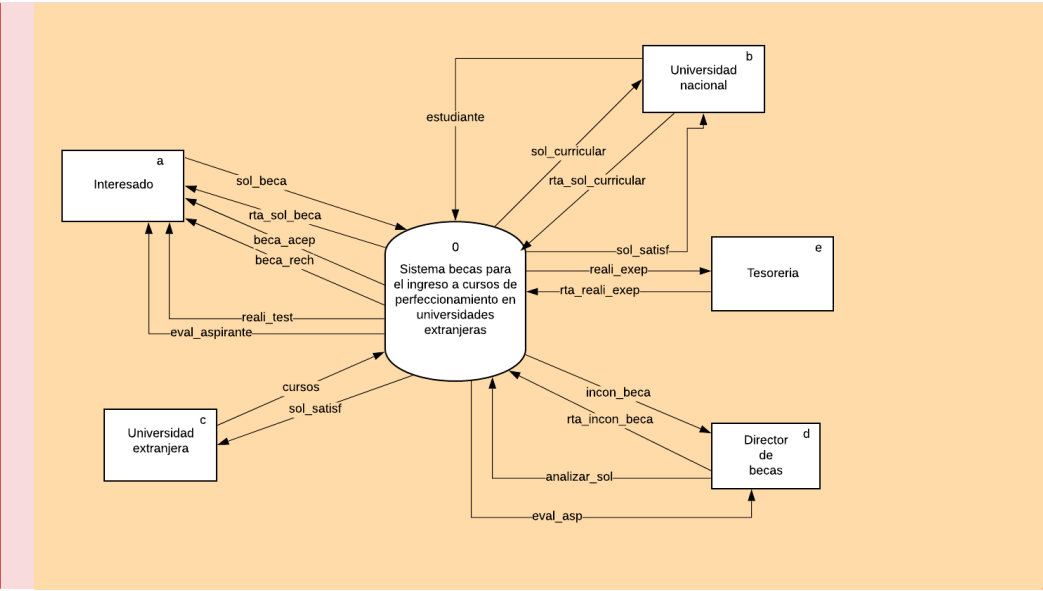 b
Universidad
nacional
estudiante
sol_curricular
rta_sol_curricular
a
Interesado
sol_beca
rta_sol_beca
beca_acep
beca_rech
0
Sistema becas para
el ingreso a cursos de
perfeccionamiento en
universidades
extranjeras
sol_satisf
reali_exep
rta_reali_exep
e
Tesoreria
reali_test
eval_aspirante
cursos
sol_satisf
c
Universidad
extranjera
incon_beca
rta_incon_beca
d
Director
de
becas
analizar_sol
eval_asp